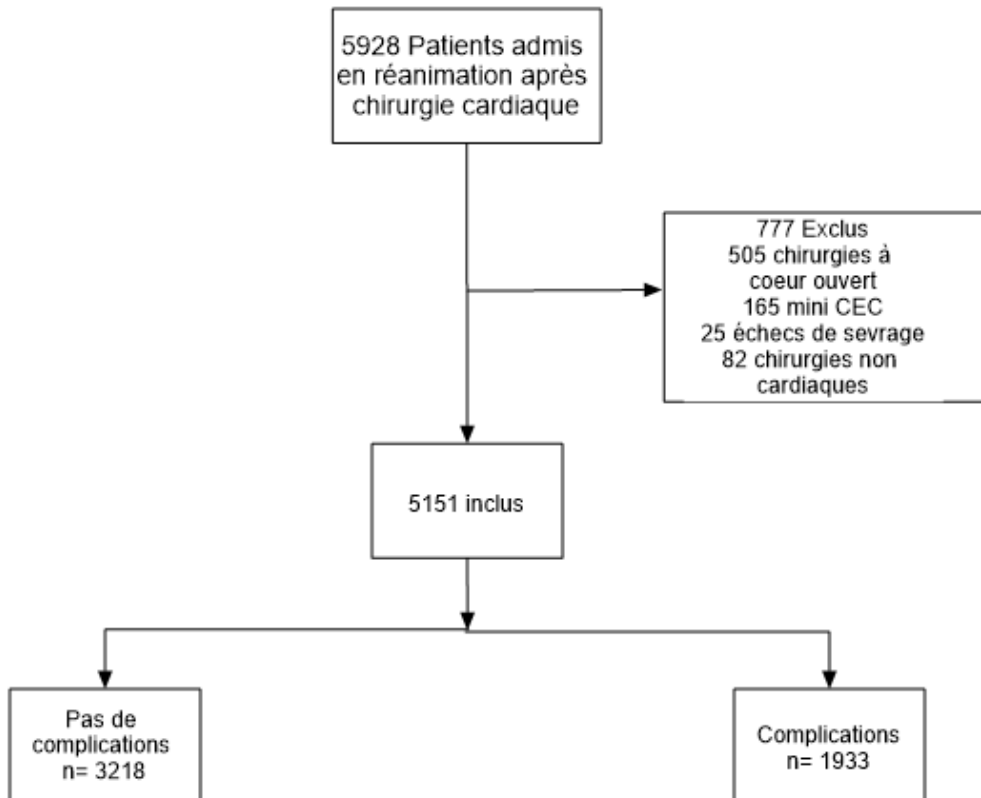 5928 Patients admis
en réanimation après
chirurgie cardiaque
777 Exclus
505 chirurgies à
coeur ouvert
165 mini CEC
25 échecs de sevrage
82 chirurgies non
cardiaques
5151 inclus
Pas de
complications
n= 3218
Complications
n= 1933